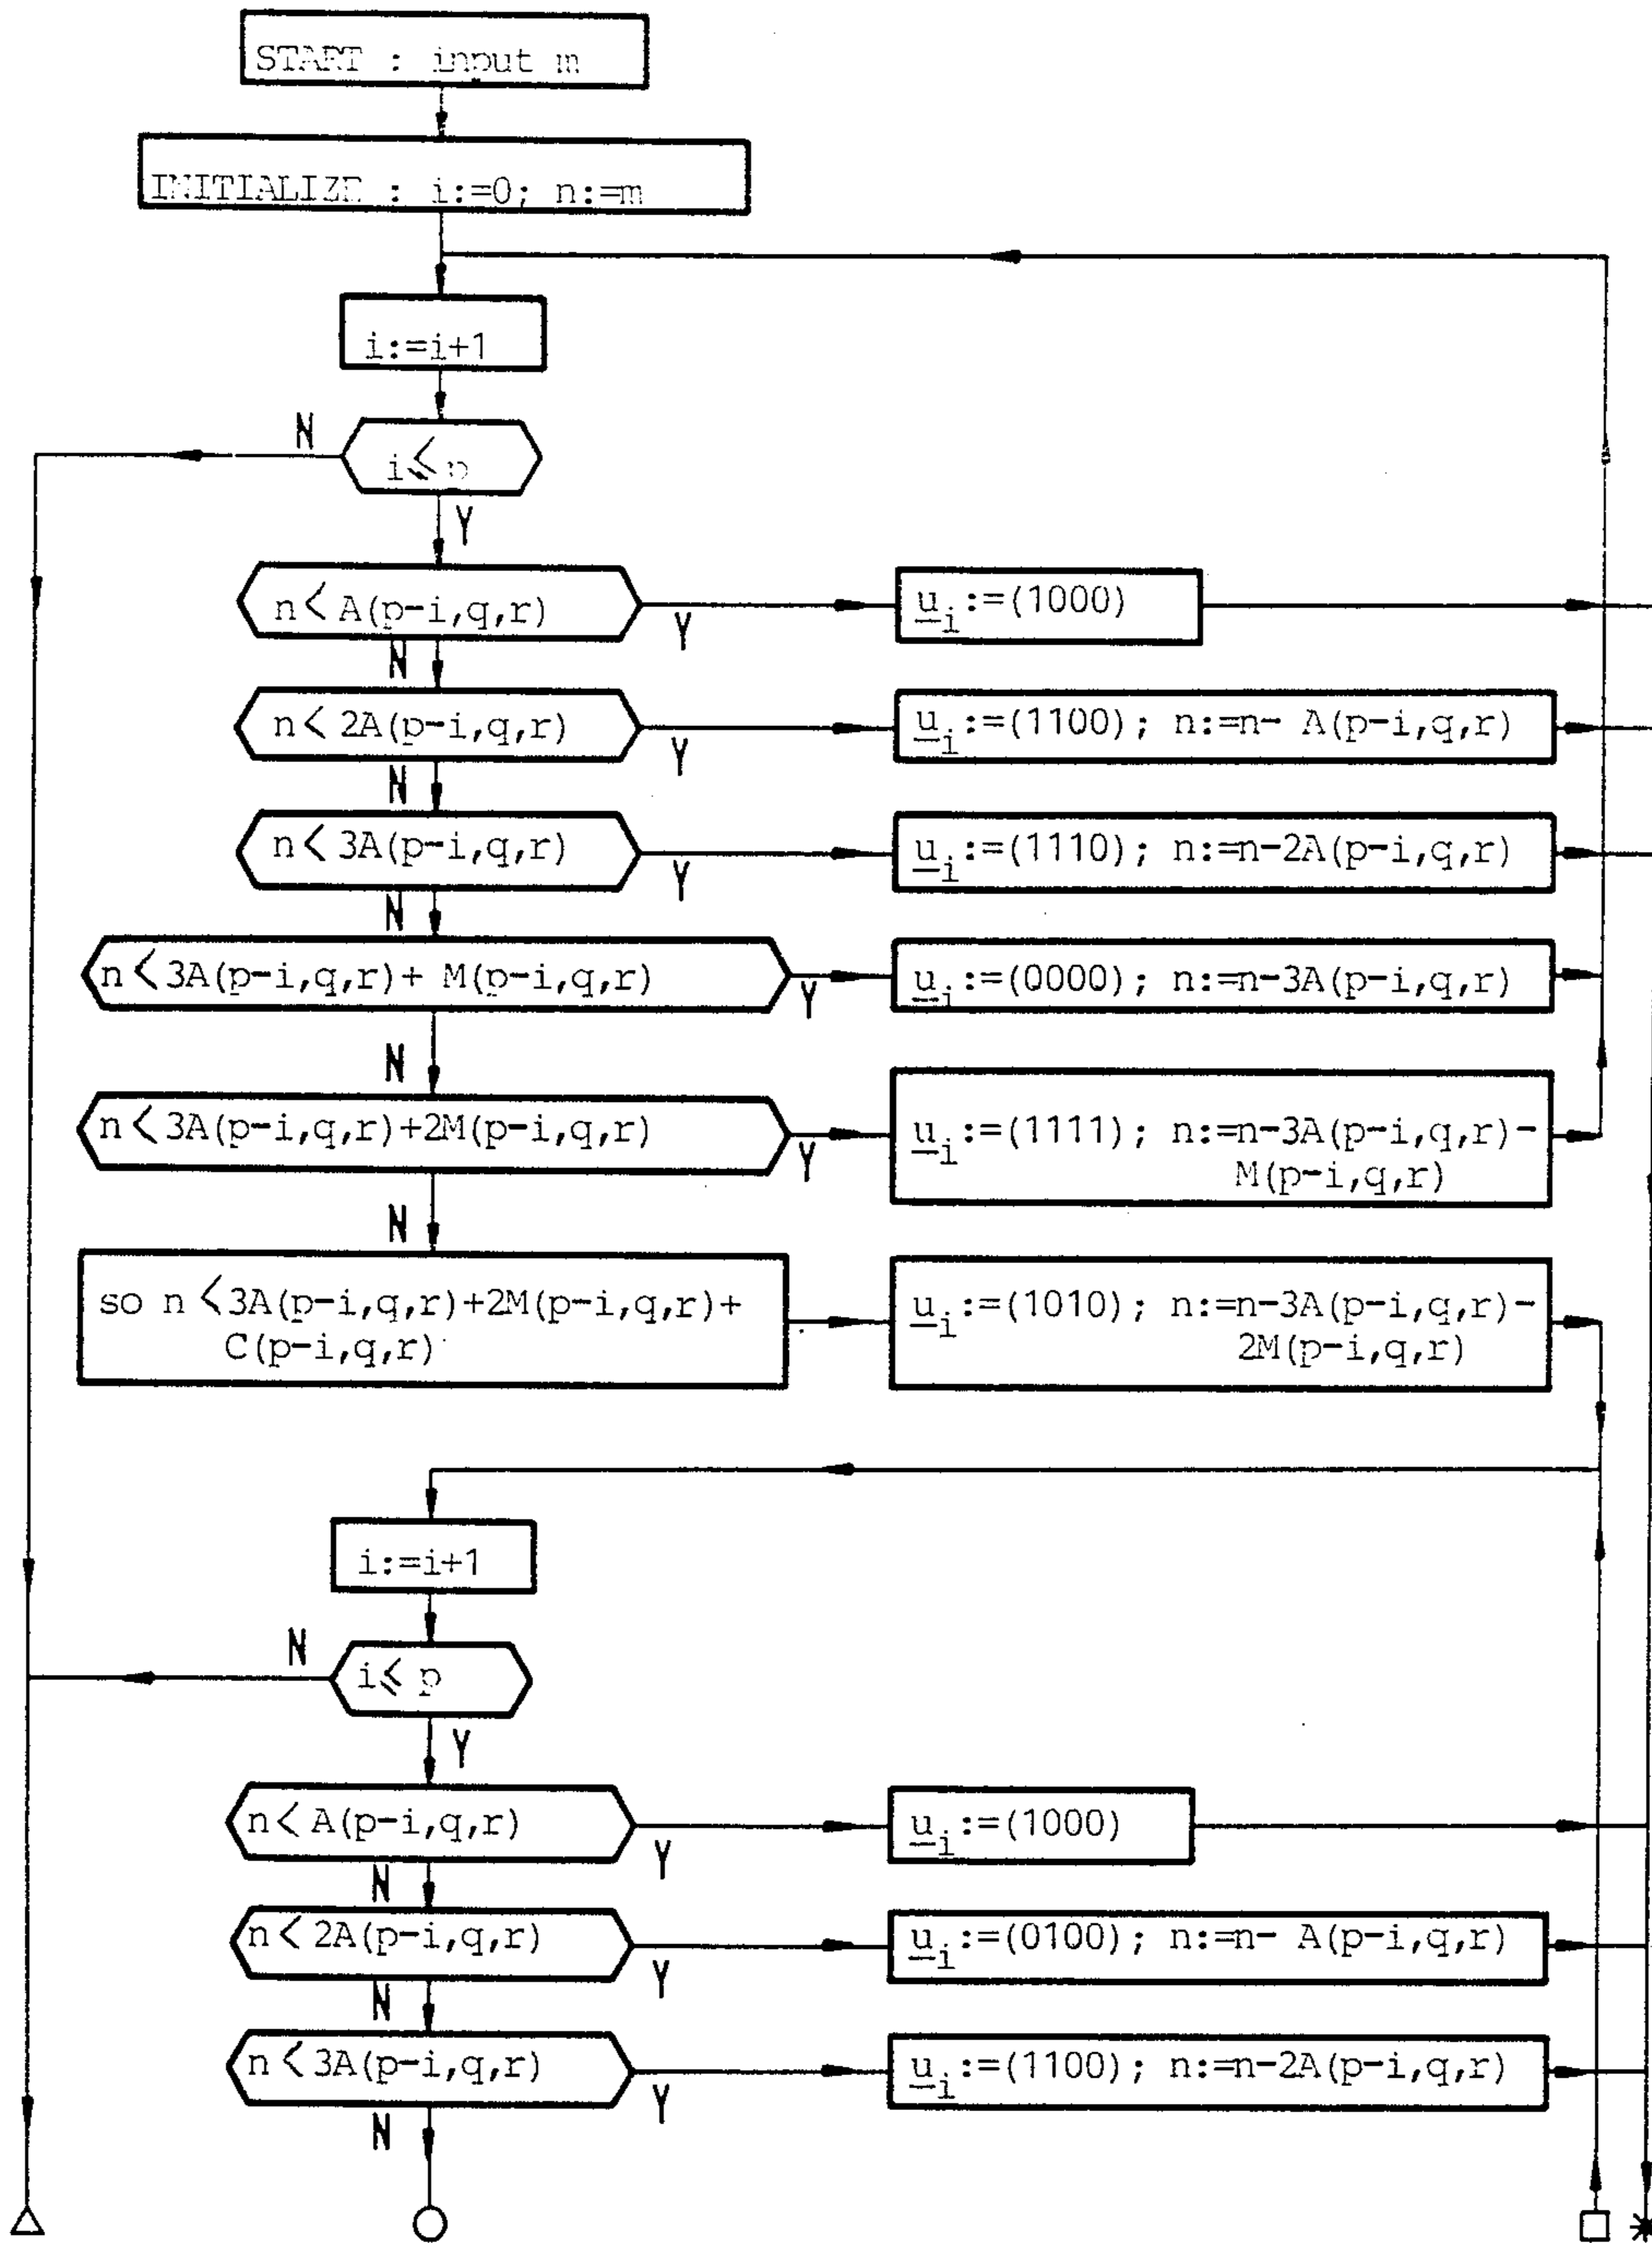 START : input m
INITIALIZE : i:=0; n:=m
i:=i+1
N
i≤p
Y
n<A(p-i,q,r)
Y
u_i:=(1000)
N
n<2A(p-i,q,r)
Y
u_i:=(1100); n:=n- A(p-i,q,r)
N
n<3A(p-i,q,r)
Y
u_i:=(1110); n:=n-2A(p-i,q,r)
N
n<3A(p-i,q,r)+ M(p-i,q,r)
Y
u_i:=(0000); n:=n-3A(p-i,q,r)
N
n<3A(p-i,q,r)+2M(p-i,q,r)
Y
u_i:=(1111); n:=n-3A(p-i,q,r)-
M(p-i,q,r)
N
so n<3A(p-i,q,r)+2M(p-i,q,r)+
C(p-i,q,r)
u_i:=(1010); n:=n-3A(p-i,q,r)-
2M(p-i,q,r)
i:=i+1
N
i≤ p
Y
n<A(p-i,q,r)
Y
u_i:=(1000)
N
n<2A(p-i,q,r)
Y
u_i:=(0100); n:=n- A(p-i,q,r)
N
n<3A(p-i,q,r)
Y
u_i:=(1100); n:=n-2A(p-i,q,r)
N